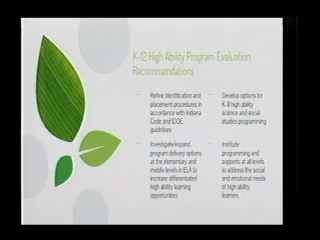 K-12 High Ability Program Evaluation
Recommendations
- Refine identification and
placement procedures in
accordance with Indiana
Code and IDOE
guidelines
- Investigate/expand
program delivery options
at the elementary and
middle levels in ELA to
increase differentiated
high ability learning
opportunities
- Develop options for
K-8 high ability
science and social
studies programming
- Institute
programming and
supports at all levels
to address the social
and emotional needs
of high ability
learners